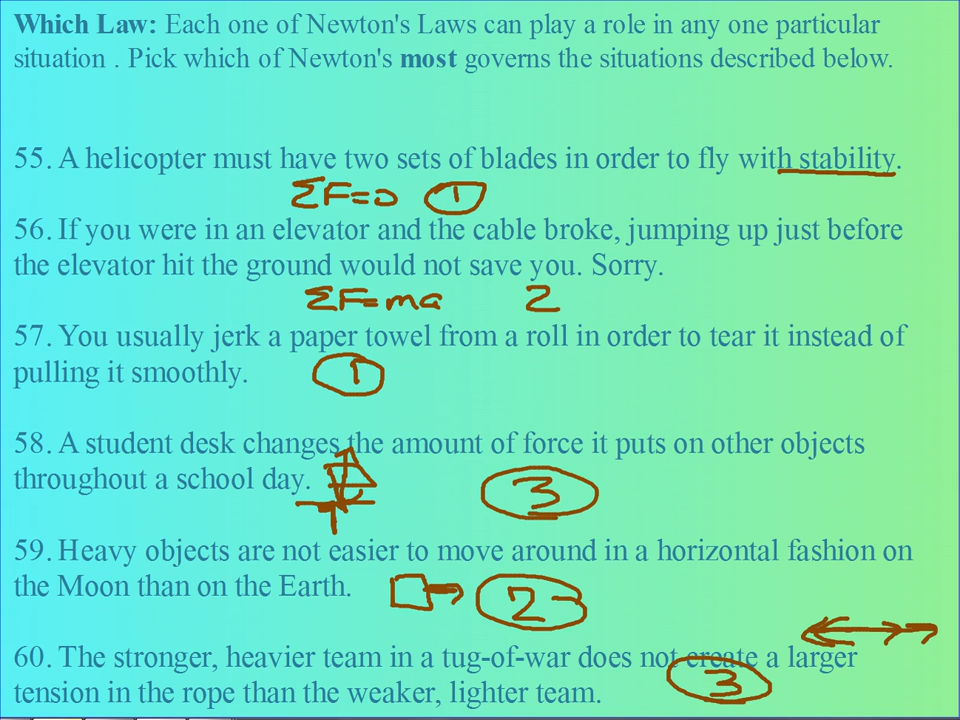 Which Law: Each one of Newton's Laws can play a role in any one particular
situation . Pick which of Newton's most governs the situations described below.
55. A helicopter must have two sets of blades in order to fly with stability.
ΣF=0 1
56. If you were in an elevator and the cable broke, jumping up just before
the elevator hit the ground would not save you. Sorry.
ΣF=ma 2
57. You usually jerk a paper towel from a roll in order to tear it instead of
pulling it smoothly. 1
58. A student desk changes the amount of force it puts on other objects
throughout a school day. 3
59. Heavy objects are not easier to move around in a horizontal fashion on
the Moon than on the Earth. 2
60. The stronger, heavier team in a tug-of-war does not create a larger
tension in the rope than the weaker, lighter team. 3